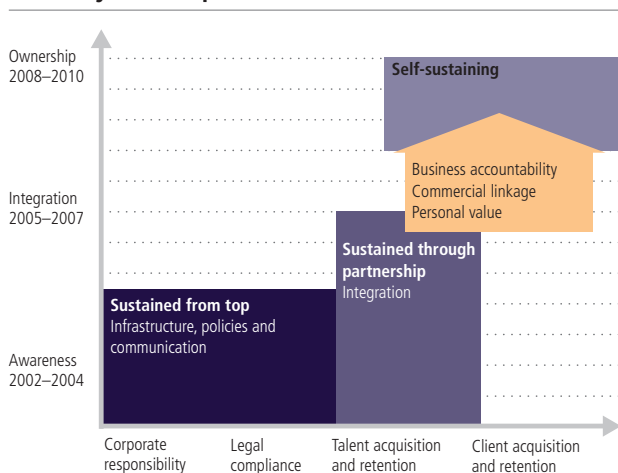 Ownership
2008–2010
Self-sustaining
Business accountability
Commercial linkage
Personal value
Integration
2005–2007
Sustained through
partnership
Integration
Sustained from top
Infrastructure, policies and
communication
Awareness
2002–2004
Corporate
responsibility
Legal
compliance
Talent acquisition
and retention
Client acquisition
and retention